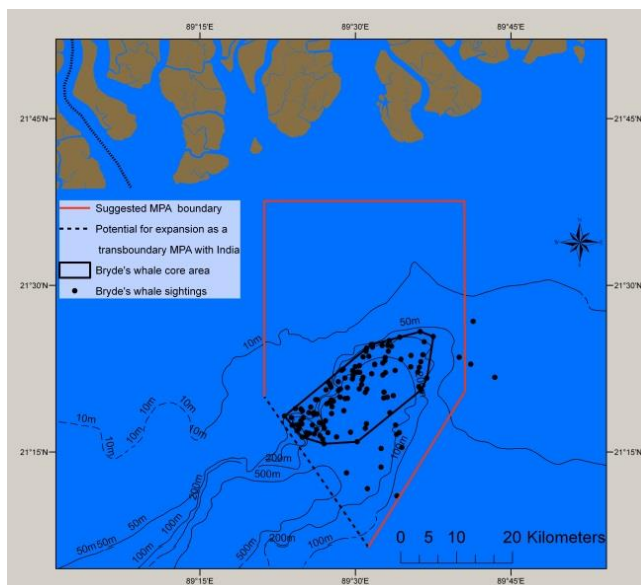 89°15'E
89°30'E
89°45'E
21°45'N
21°45'N
Suggested MPA boundary
Potential for expansion as a
transboundary MPA with India
Bryde's whale core area
Bryde's whale sightings
21°30'N
21°30'N
10m
50m
10m
10m
10m
10m
10m
100m
21°15'N
21°15'N
200m
500m
200m
50m
100m
50m50m
100m
500m
200m
100m
0 5 10 20 Kilometers
89°15'E
89°30'E
89°45'E